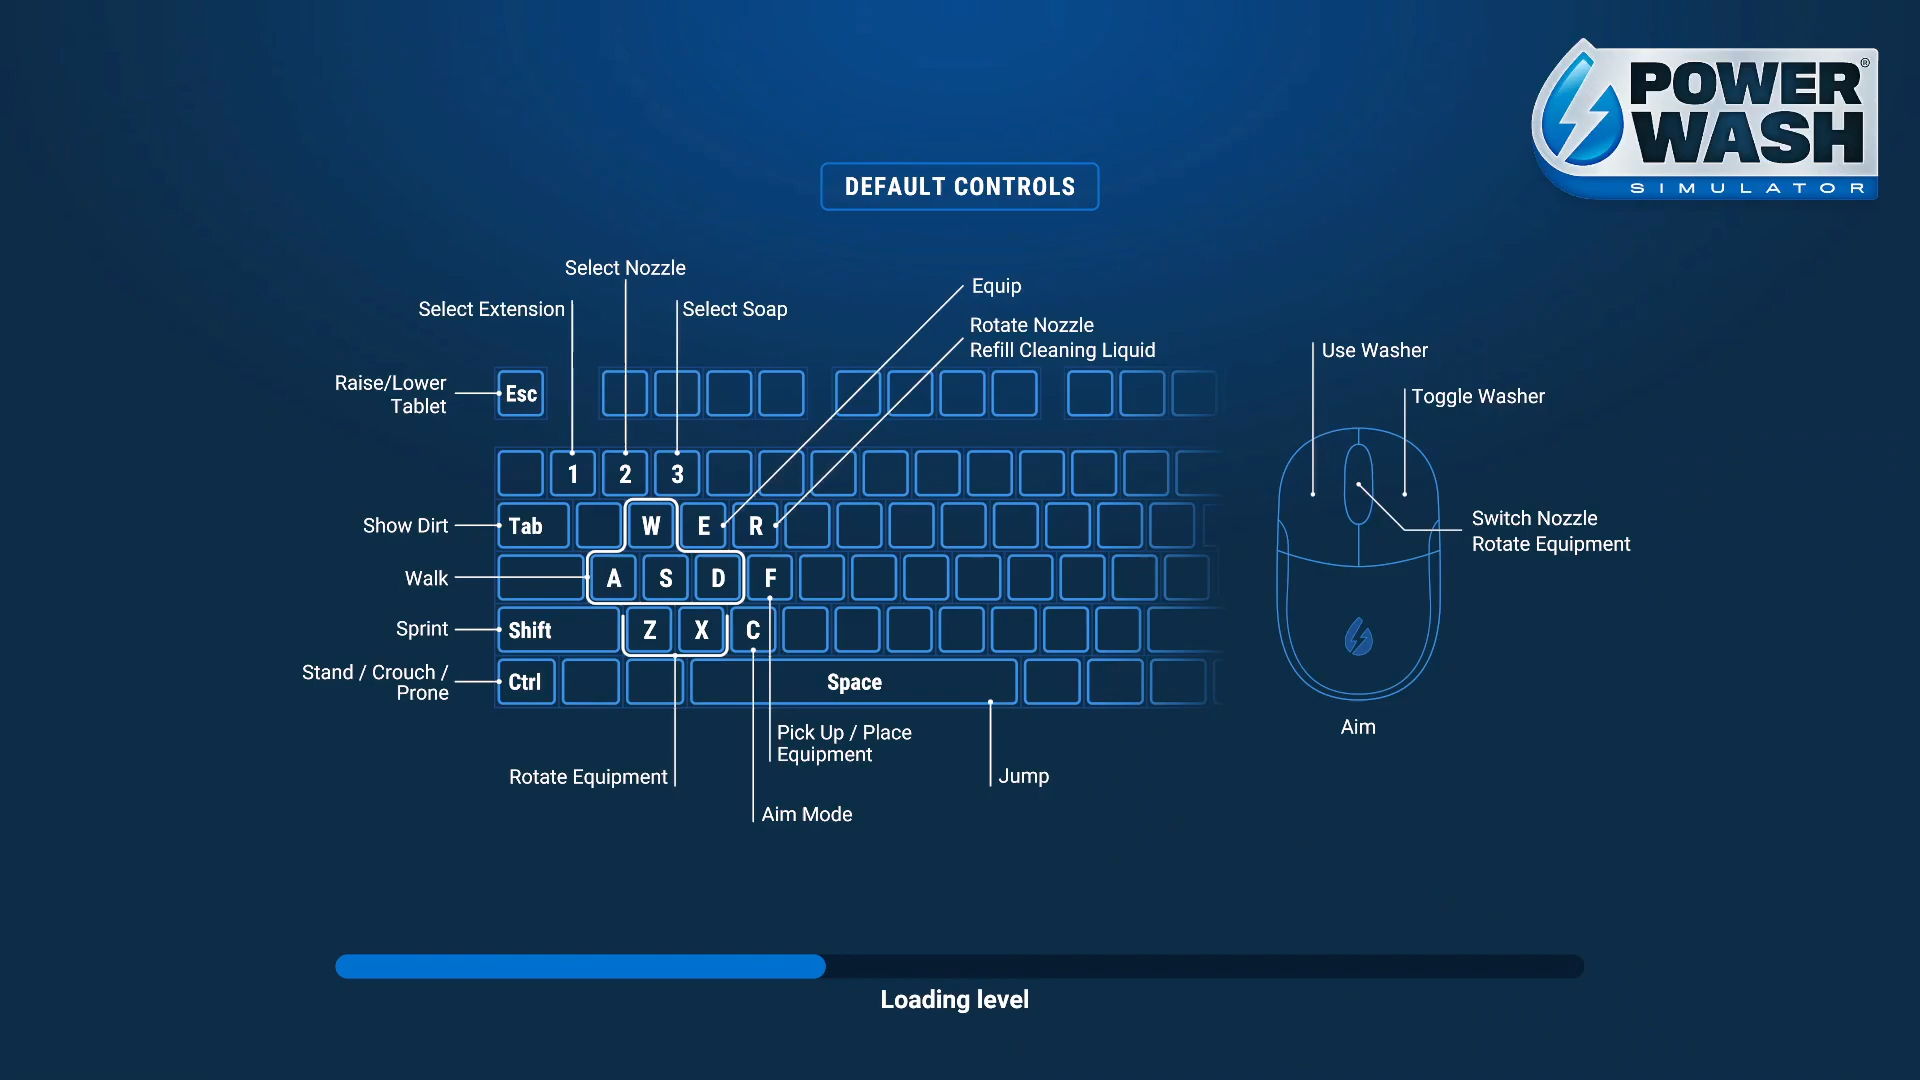 POWER®
WASH
SIMULATOR
DEFAULT CONTROLS
Select Nozzle
Select Extension
Select Soap
Equip
Rotate Nozzle
Refill Cleaning Liquid
Use Washer
Raise/Lower
Tablet
Esc
Toggle Washer
1
2
3
Show Dirt
Tab
W
E
R
Switch Nozzle
Rotate Equipment
Walk
A
S
D
F
Sprint
Shift
Z
X
C
Stand / Crouch /
Prone
Ctrl
Space
Aim
Pick Up / Place
Equipment
Rotate Equipment
Jump
Aim Mode
Loading level